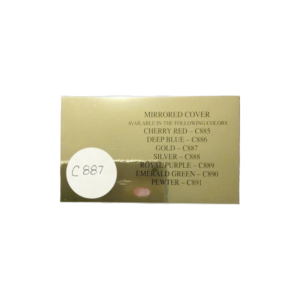 MIRRORED COVER
AVAILABLE IN THE FOLLOWING COLORS
CHERRY RED – C885
DEEP BLUE – C886
GOLD – C887
SILVER – C888
ROYAL PURPLE – C889
EMERALD GREEN – C890
PEWTER – C891
C887